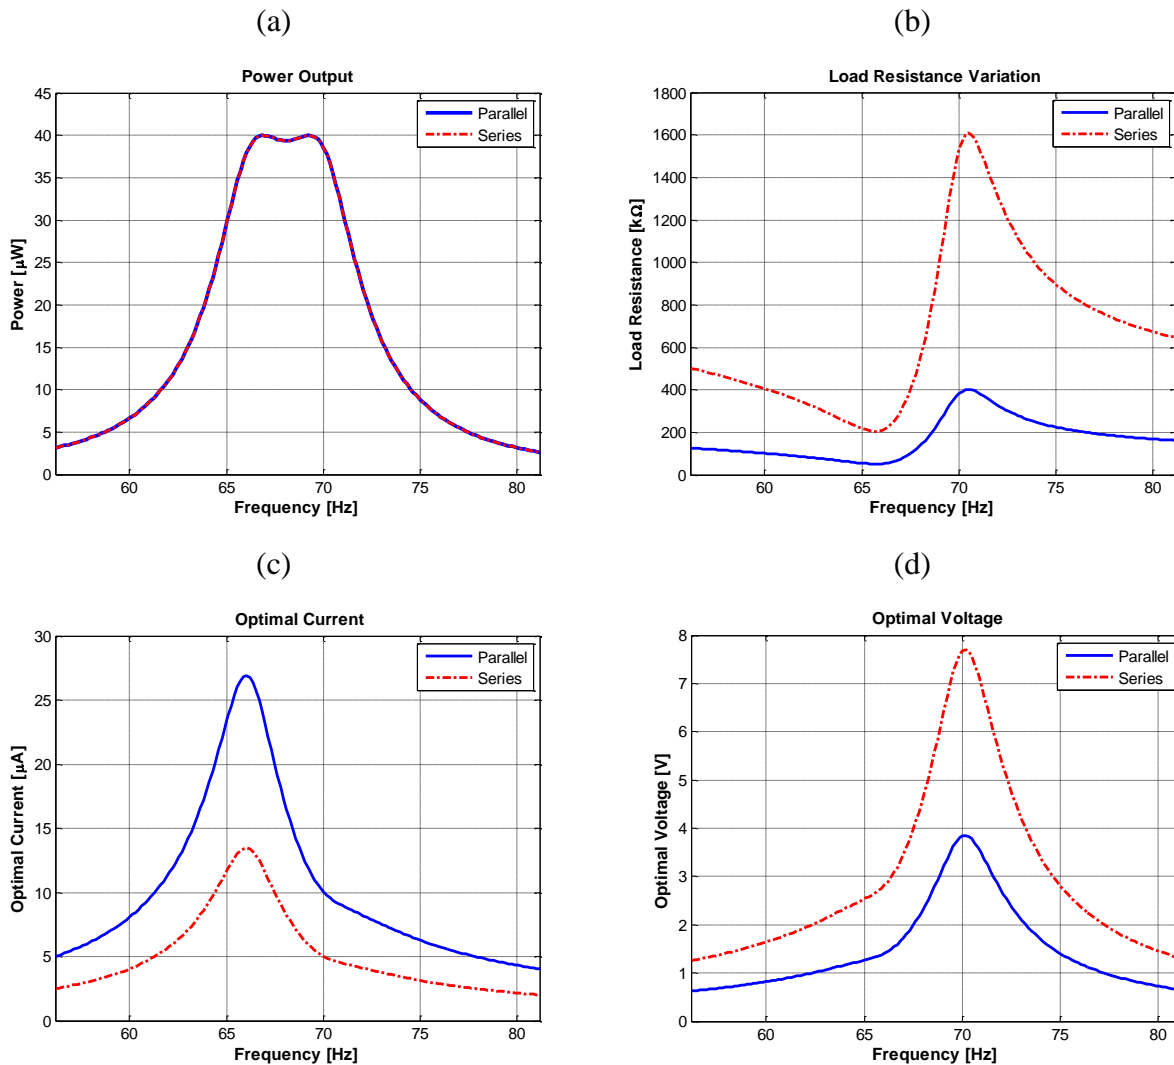 (a)
Power Output
45
40
35
30
25
20
15
10
5
0
Power [μW]
Parallel
Series
60 65 70 75 80
Frequency [Hz]
(b)
Load Resistance Variation
1800
1600
1400
1200
1000
800
600
400
200
0
Load Resistance [kΩ]
Parallel
Series
60 65 70 75 80
Frequency [Hz]
(c)
Optimal Current
30
25
20
15
10
5
0
Optimal Current [μA]
Parallel
Series
60 65 70 75 80
Frequency [Hz]
(d)
Optimal Voltage
8
7
6
5
4
3
2
1
0
Optimal Voltage [V]
Parallel
Series
60 65 70 75 80
Frequency [Hz]